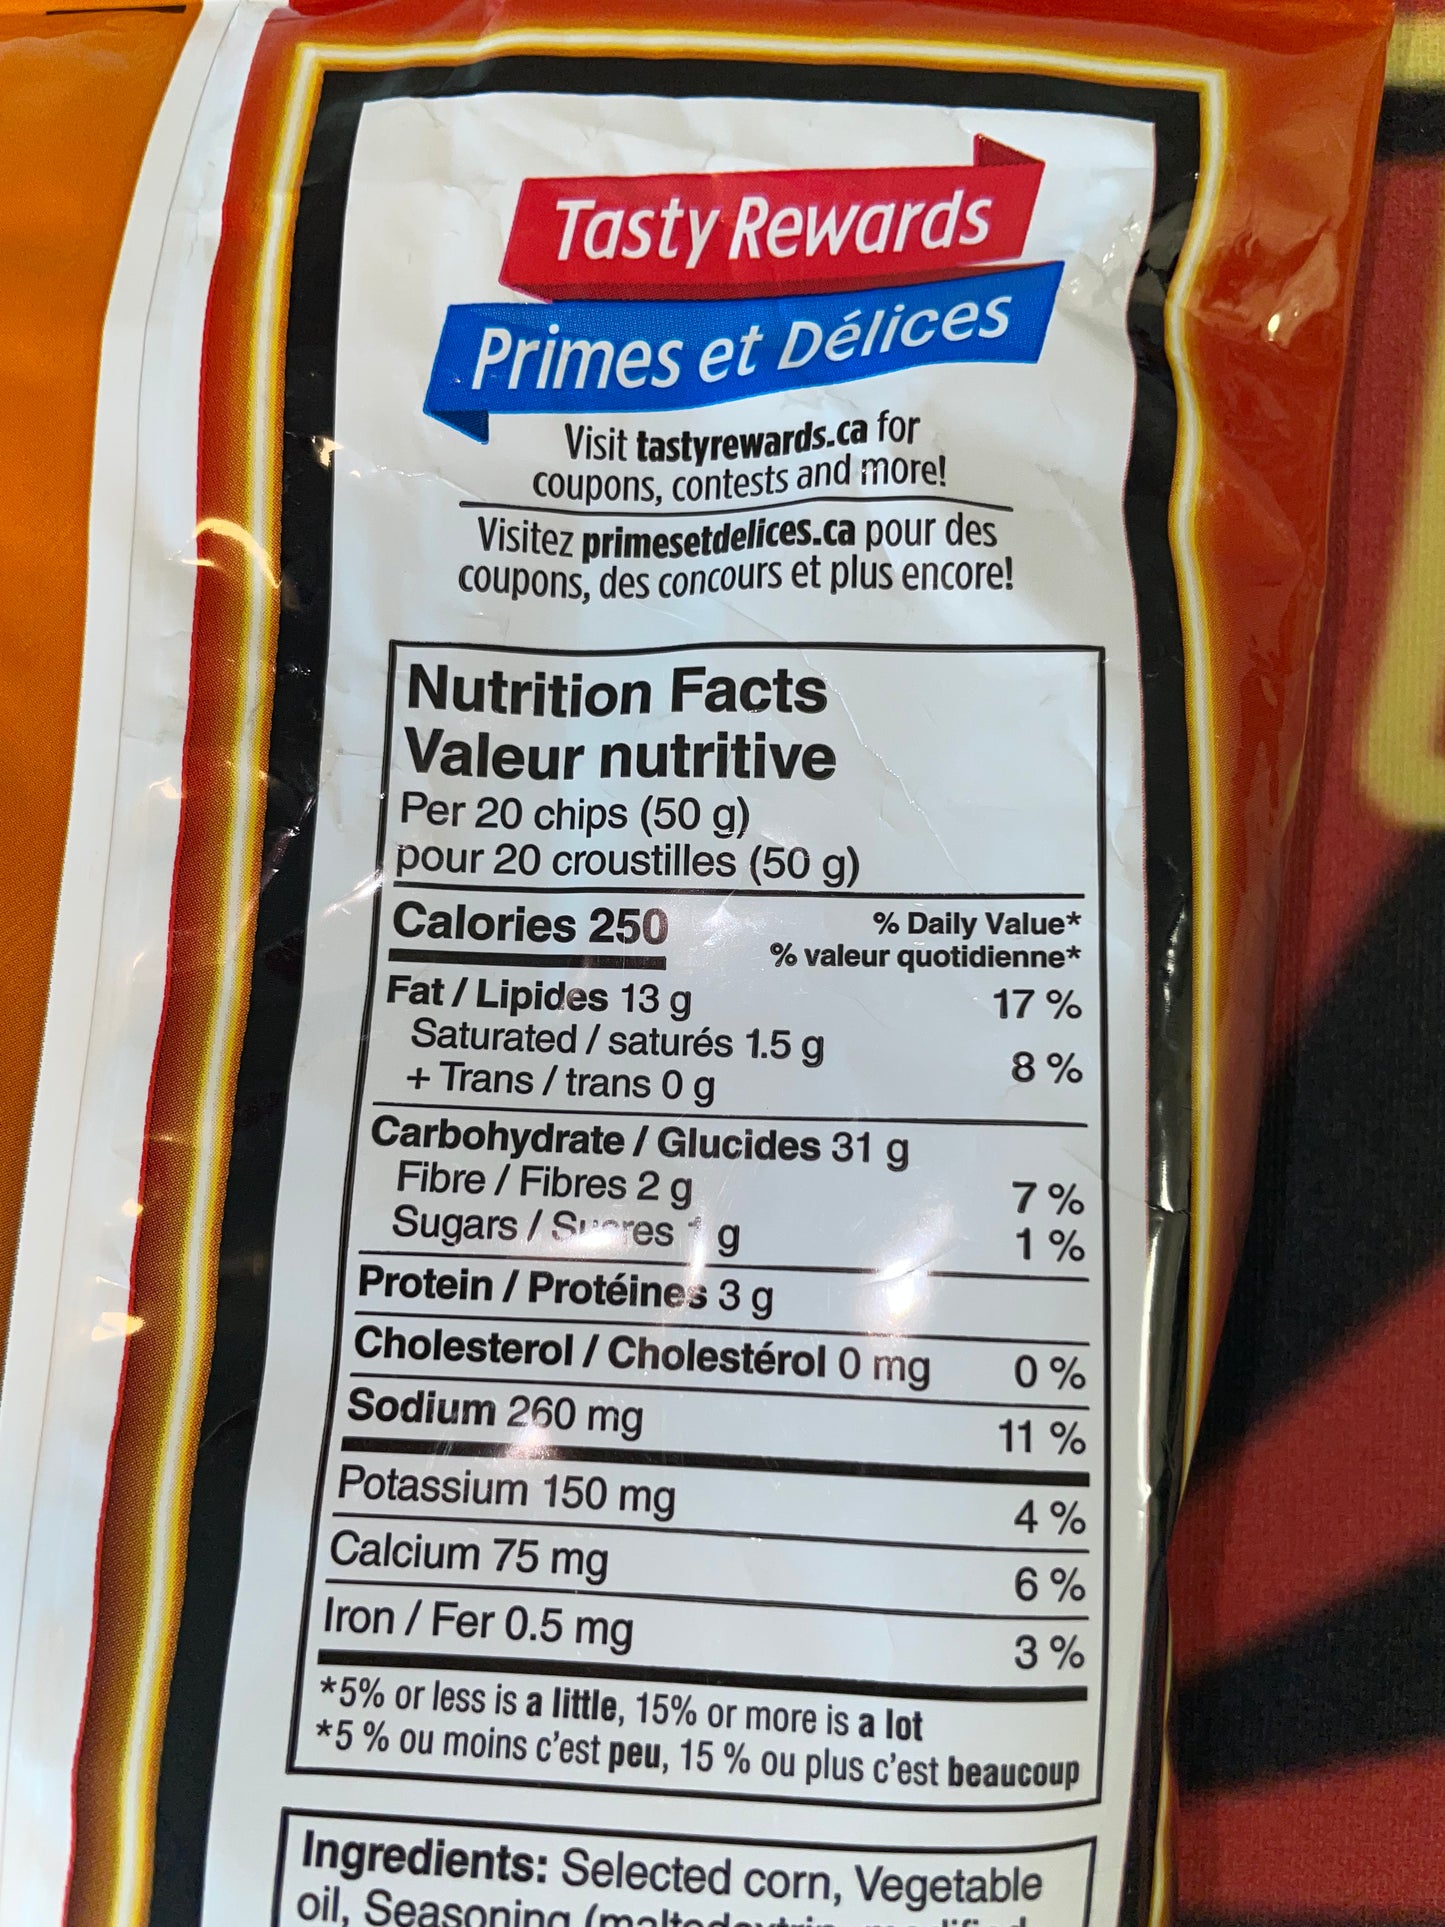 Tasty Rewards
Primes et Délices
Visit tastyrewards.ca for
coupons, contests and more!
Visitez primesetdelices.ca pour des
coupons, des concours et plus encore!
Nutrition Facts
Valeur nutritive
Per 20 chips (50 g)
pour 20 croustilles (50 g)
Calories 250
% Daily Value*
% valeur quotidienne*
Fat / Lipides 13 g 17 %
Saturated / saturés 1.5 g
+ Trans / trans 0 g
8 %
Carbohydrate / Glucides 31 g
Fibre / Fibres 2 g 7 %
Sugars / Sucres 1 g 1 %
Protein / Protéines 3 g
Cholesterol / Cholestérol 0 mg 0 %
Sodium 260 mg 11 %
Potassium 150 mg 4 %
Calcium 75 mg 6 %
Iron / Fer 0.5 mg 3 %
*5% or less is a little, 15% or more is a lot
*5 % ou moins c'est peu, 15 % ou plus c'est beaucoup
Ingredients: Selected corn, Vegetable
oil, Seasoning (maltodextrin